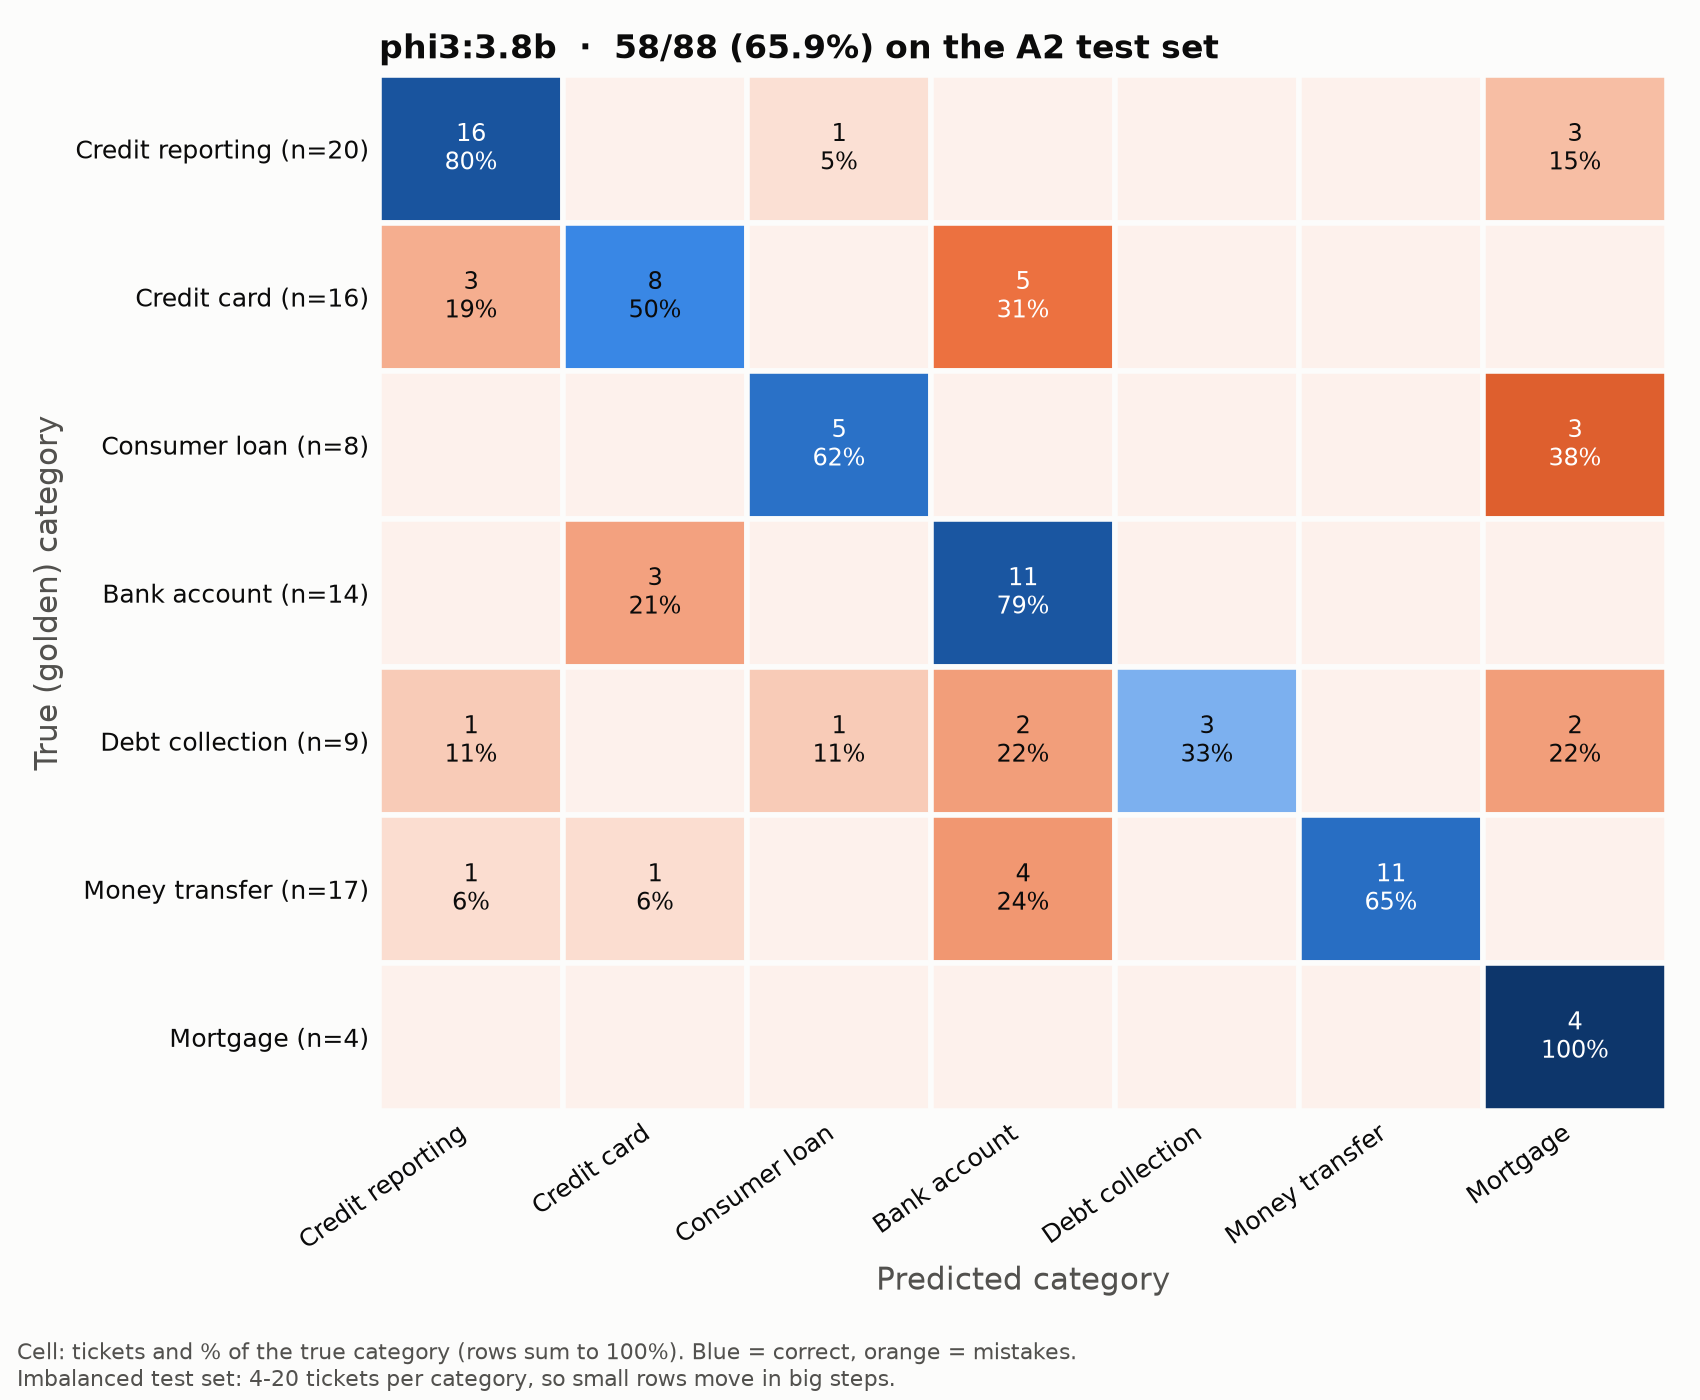 phi3:3.8b · 58/88 (65.9%) on the A2 test set
True (golden) category
Credit reporting (n=20)
16
80%
1
5%
3
15%
Credit card (n=16)
3
19%
8
50%
5
31%
Consumer loan (n=8)
5
62%
3
38%
Bank account (n=14)
3
21%
11
79%
Debt collection (n=9)
1
11%
1
11%
2
22%
3
33%
2
22%
Money transfer (n=17)
1
6%
1
6%
4
24%
11
65%
Mortgage (n=4)
4
100%
Credit reporting
Credit card
Consumer loan
Bank account
Debt collection
Money transfer
Mortgage
Predicted category
Cell: tickets and % of the true category (rows sum to 100%). Blue = correct, orange = mistakes.
Imbalanced test set: 4-20 tickets per category, so small rows move in big steps.